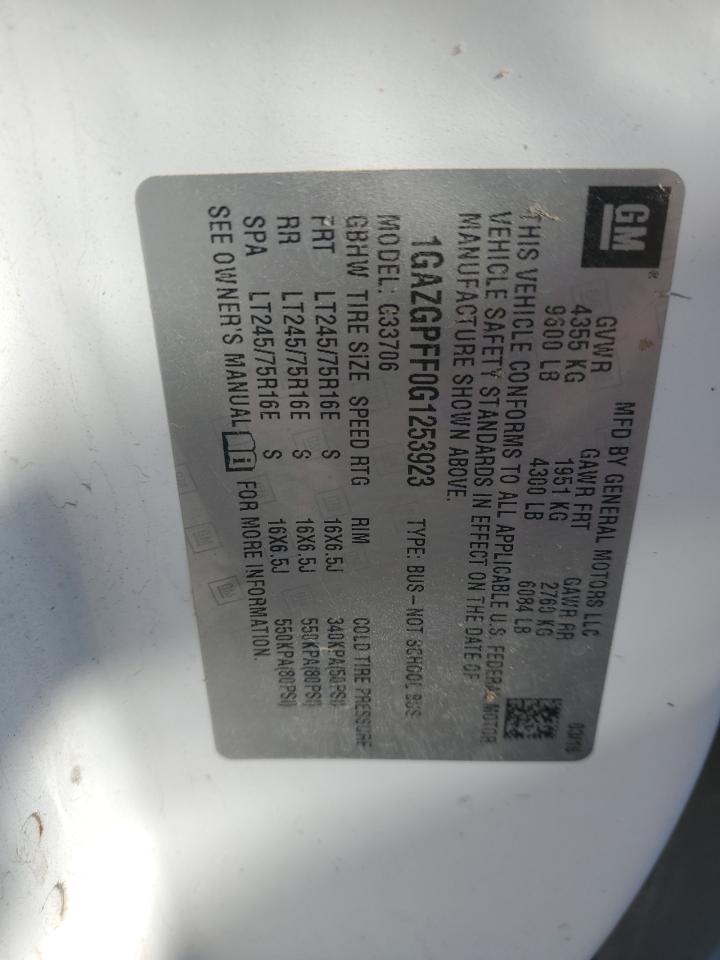 GM®
MFD BY GENERAL MOTORS LLC 03/16
GVWR GAWR FRT GAWR RR
4355 KG 1951 KG 2760 KG
9600 LB 4300 LB 6084 LB
THIS VEHICLE CONFORMS TO ALL APPLICABLE U.S. FEDERAL MOTOR
VEHICLE SAFETY STANDARDS IN EFFECT ON THE DATE OF
MANUFACTURE SHOWN ABOVE.
1GAZGPFF0G1253923 TYPE: BUS-NOT SCHOOL BUS
MODEL: G33706
GBHW TIRE SIZE SPEED RTG RIM COLD TIRE PRESSURE
FRT LT245/75R16E S 16X6.5J 340KPA(50PSI)
RR LT245/75R16E S 16X6.5J 550KPA(80PSI)
SPA LT245/75R16E S 16X6.5J 550KPA(80PSI)
SEE OWNER'S MANUAL i FOR MORE INFORMATION.